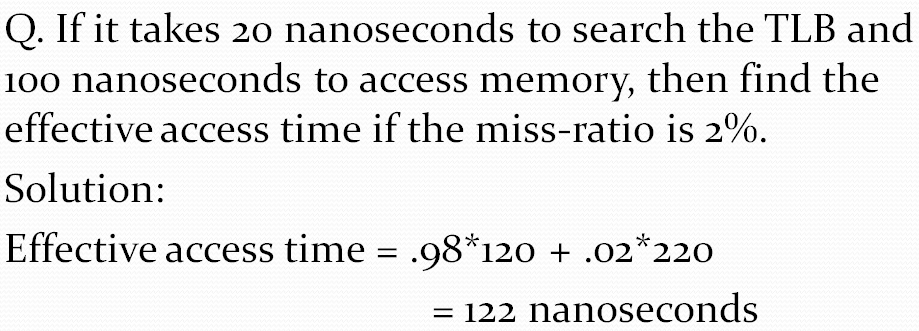 Q. If it takes 20 nanoseconds to search the TLB and
100 nanoseconds to access memory, then find the
effective access time if the miss-ratio is 2%.
Solution:
Effective access time = .98*120 + .02*220
= 122 nanoseconds